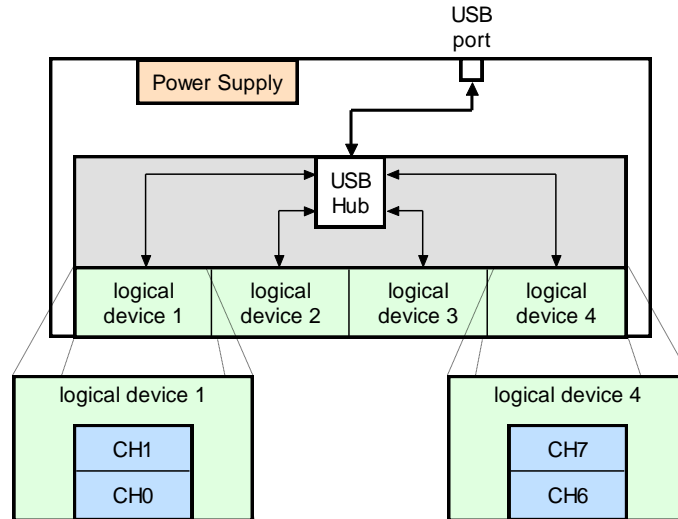 USB
port
Power Supply
USB
Hub
logical
device 1
logical
device 2
logical
device 3
logical
device 4
logical device 1
CH1
CH0
logical device 4
CH7
CH6